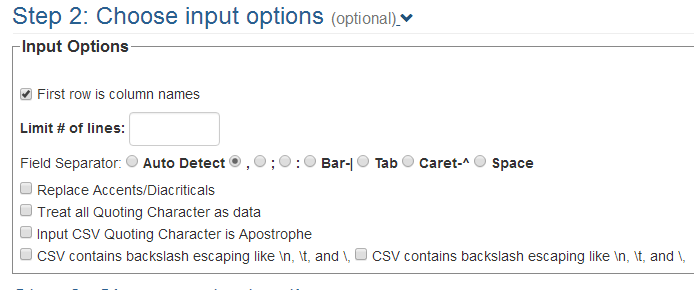 Step 2: Choose input options (optional)
Input Options
First row is column names
Limit # of lines:
Field Separator: Auto Detect , ; : Bar-| Tab Caret-^ Space
Replace Accents/Diacriticals
Treat all Quoting Character as data
Input CSV Quoting Character is Apostrophe
CSV contains backslash escaping like \n, \t, and \, CSV contains backslash escaping like \n, \t, and \,